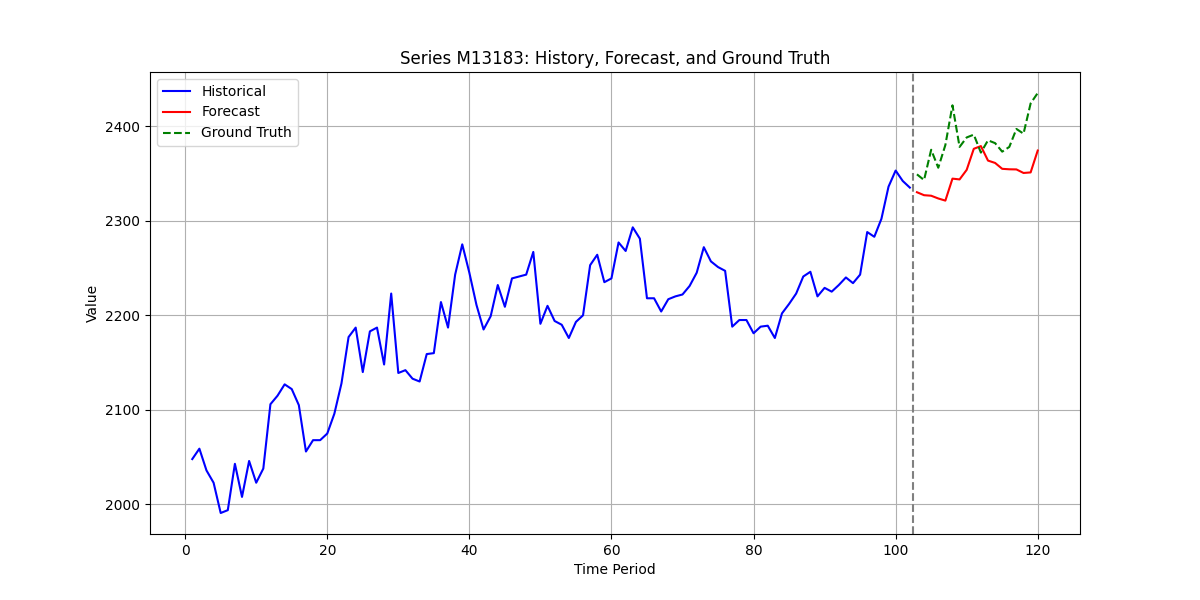 Series M13183: History, Forecast, and Ground Truth
Historical
Forecast
Ground Truth
Value
2400
2300
2200
2100
2000
0 20 40 60 80 100 120
Time Period